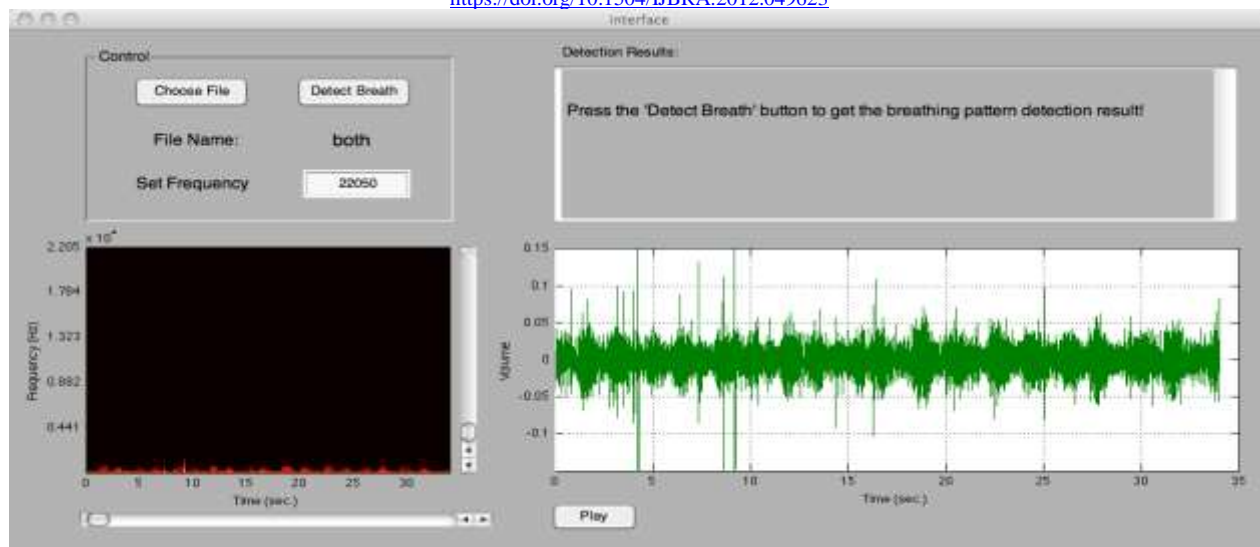 https://doi.org/10.1504/IJBRA.2012.049623
Interface
Control
Choose File
Detect Breath
File Name:
both
Set Frequency
22050
Detection Results:
Press the 'Detect Breath' button to get the breathing pattern detection result!
x 10^4
2.205
1.764
1.323
0.882
0.441
Frequency (Hz)
0 5 10 15 20 25 30
Time (sec.)
0.15
0.1
0.05
0
-0.05
-0.1
Volume
0 5 10 15 20 25 30 35
Time (sec.)
Play